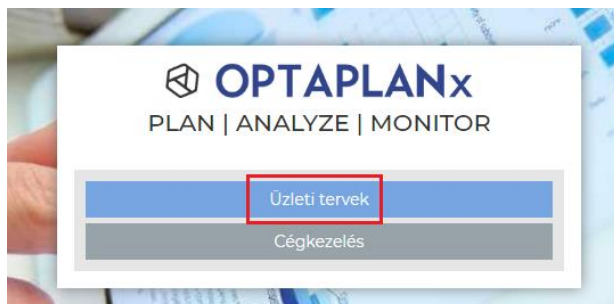 OPTAPLANx
PLAN | ANALYZE | MONITOR
Üzleti tervek
Cégkezelés